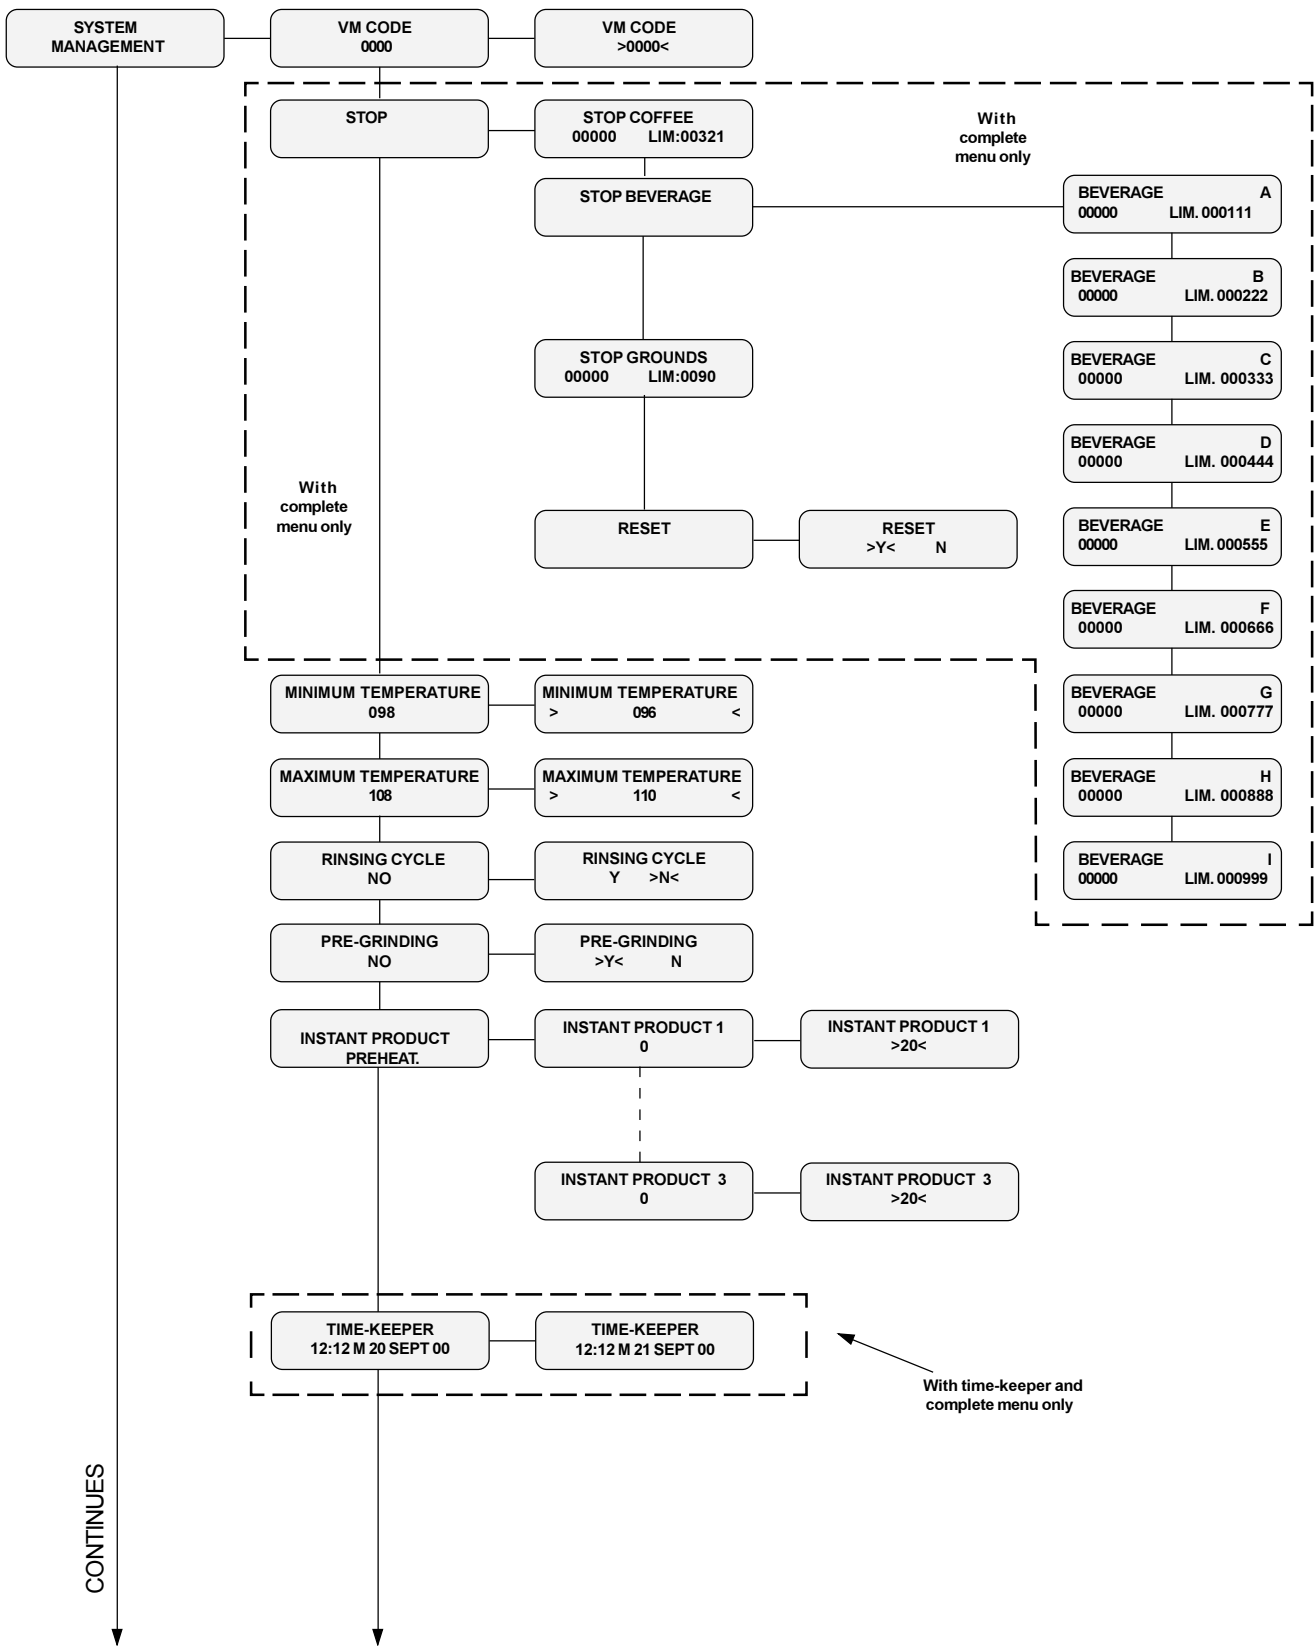 SYSTEM
MANAGEMENT
VM CODE
0000
VM CODE
>0000<
STOP
STOP COFFEE
00000 LIM:00321
With
complete
menu only
STOP BEVERAGE
BEVERAGE A
00000 LIM. 000111
BEVERAGE B
00000 LIM. 000222
STOP GROUNDS
00000 LIM:0090
BEVERAGE C
00000 LIM. 000333
BEVERAGE D
00000 LIM. 000444
With
complete
menu only
RESET
RESET
>Y< N
BEVERAGE E
00000 LIM. 000555
BEVERAGE F
00000 LIM. 000666
MINIMUM TEMPERATURE
098
MINIMUM TEMPERATURE
> 096 <
BEVERAGE G
00000 LIM. 000777
MAXIMUM TEMPERATURE
108
MAXIMUM TEMPERATURE
> 110 <
BEVERAGE H
00000 LIM. 000888
RINSING CYCLE
NO
RINSING CYCLE
Y >N<
BEVERAGE I
00000 LIM. 000999
PRE-GRINDING
NO
PRE-GRINDING
>Y< N
INSTANT PRODUCT
PREHEAT.
INSTANT PRODUCT 1
0
INSTANT PRODUCT 1
>20<
INSTANT PRODUCT 3
0
INSTANT PRODUCT 3
>20<
TIME-KEEPER
12:12 M 20 SEPT 00
TIME-KEEPER
12:12 M 21 SEPT 00
With time-keeper and
complete menu only
CONTINUES